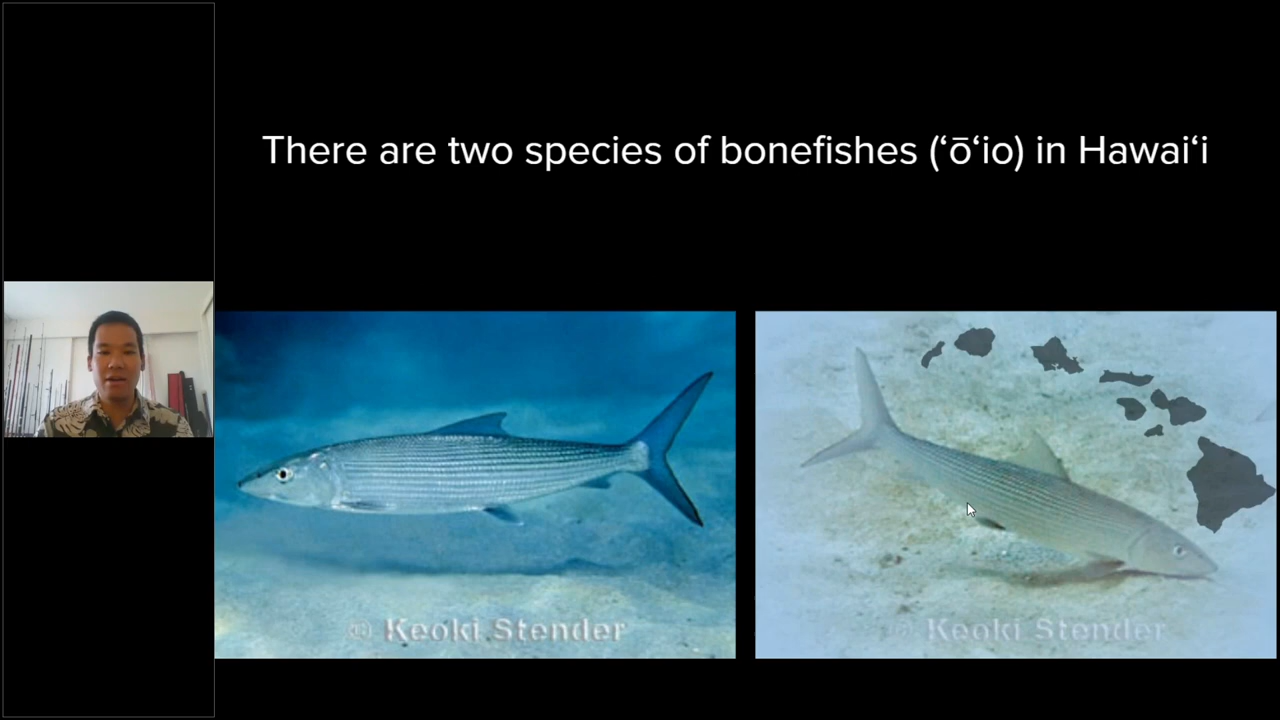 There are two species of bonefishes (ʻōʻio) in Hawaiʻi
© Keoki Stender
© Keoki Stender